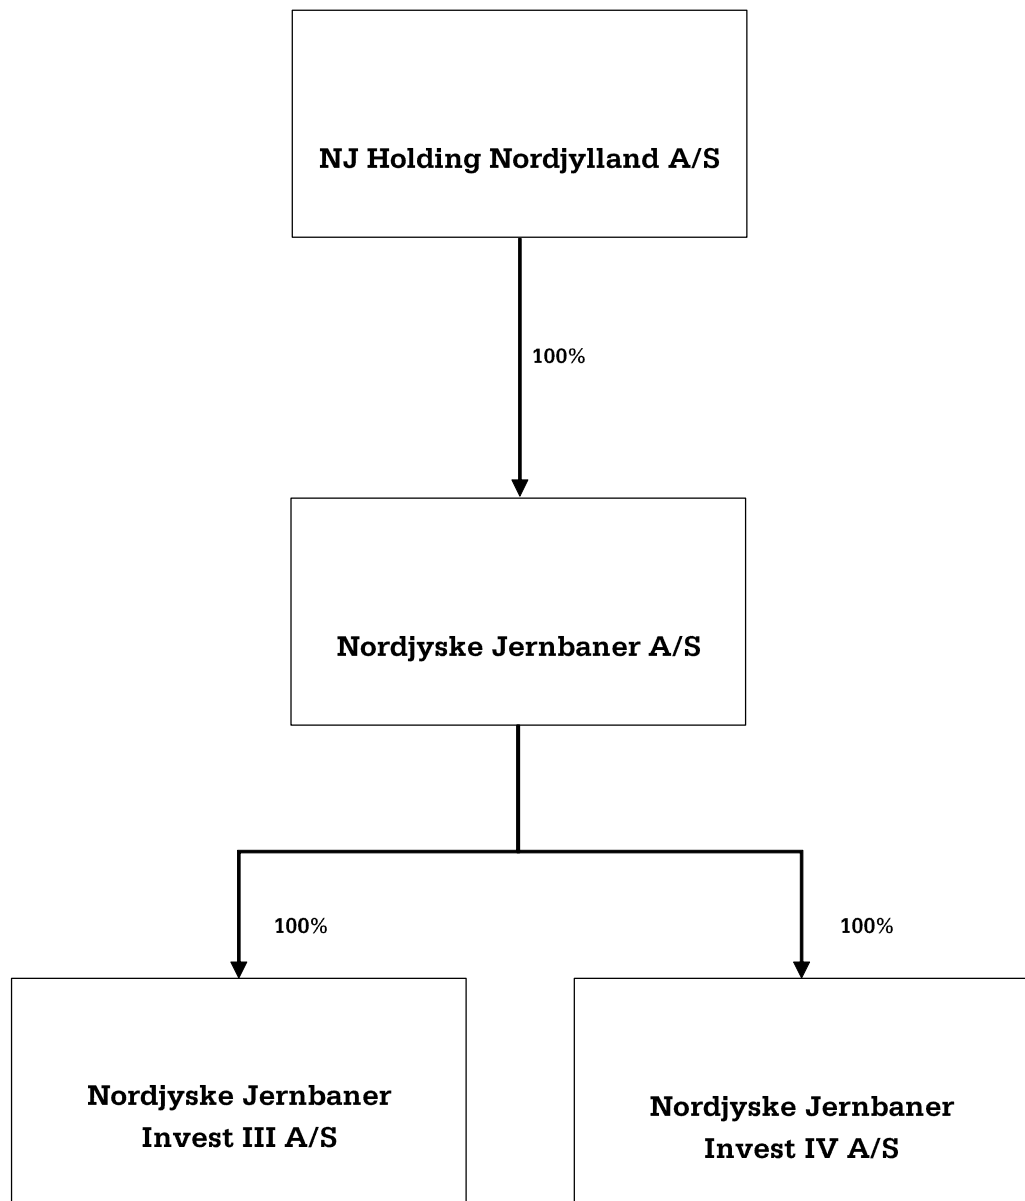 NJ Holding Nordjylland A/S
100%
Nordjyske Jernbaner A/S
100%
100%
Nordjyske Jernbaner
Invest III A/S
Nordjyske Jernbaner
Invest IV A/S